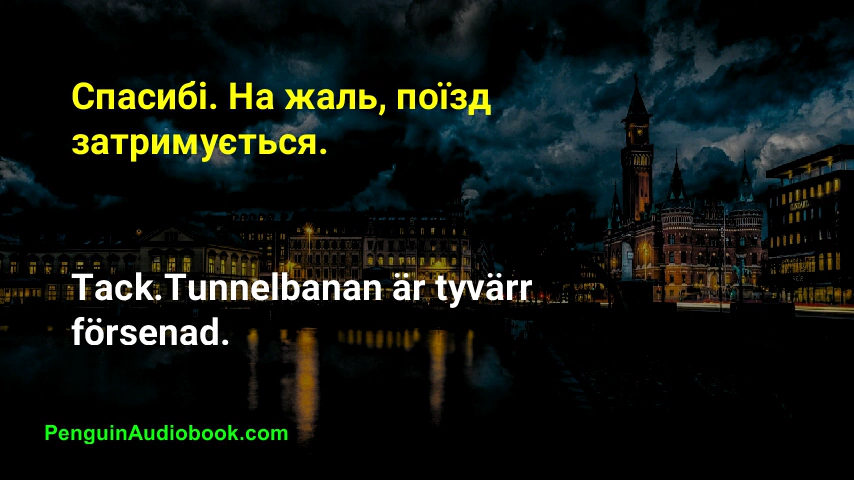 Спасибі. На жаль, поїзд
затримується.
Tack.Tunnelbanan är tyvärr
försenad.
PenguinAudiobook.com